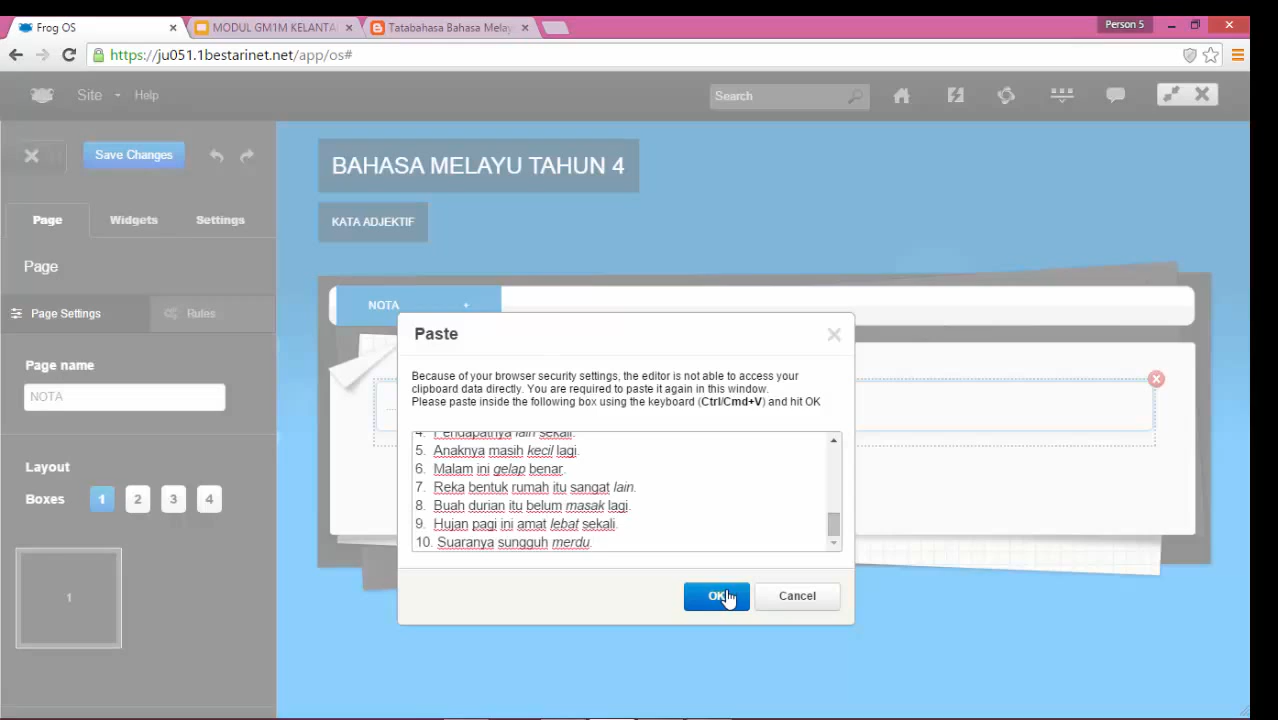 Frog OS
MODUL GM1M KELANTA
Tatabahasa Bahasa Melay
Person 5
https://ju051.1bestarinet.net/app/os#
Site
Help
Search
Save Changes
BAHASA MELAYU TAHUN 4
KATA ADJEKTIF
Page
Widgets
Settings
Page
Page Settings
Rules
NOTA
+
Page name
NOTA
Layout
Boxes 1 2 3 4
1
Paste
Because of your browser security settings, the editor is not able to access your
clipboard data directly. You are required to paste it again in this window.
Please paste inside the following box using the keyboard (Ctrl/Cmd+V) and hit OK
4. Pendapatnya lain sekali.
5. Anaknya masih kecil lagi.
6. Malam ini gelap benar.
7. Reka bentuk rumah itu sangat lain.
8. Buah durian itu belum masak lagi.
9. Hujan pagi ini amat lebat sekali.
10. Suaranya sungguh merdu.
OK
Cancel